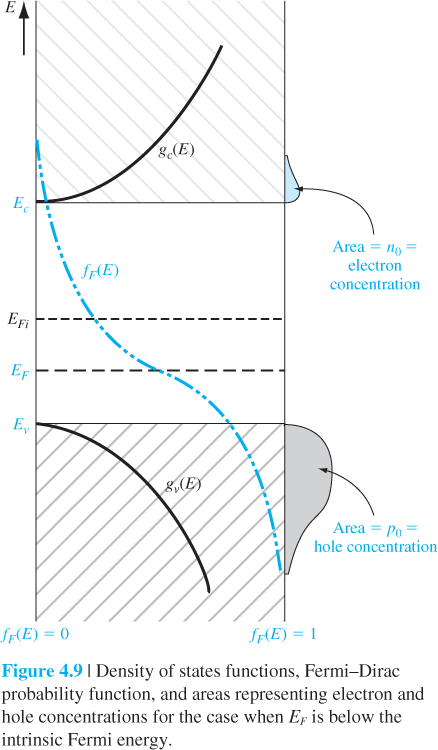 E
g_c(E)
E_c
f_F(E)
Area = n_0 =
electron
concentration
E_Fi
E_F
E_v
g_v(E)
Area = p_0 =
hole concentration
f_F(E) = 0
f_F(E) = 1
Figure 4.9 | Density of states functions, Fermi–Dirac
probability function, and areas representing electron and
hole concentrations for the case when E_F is below the
intrinsic Fermi energy.